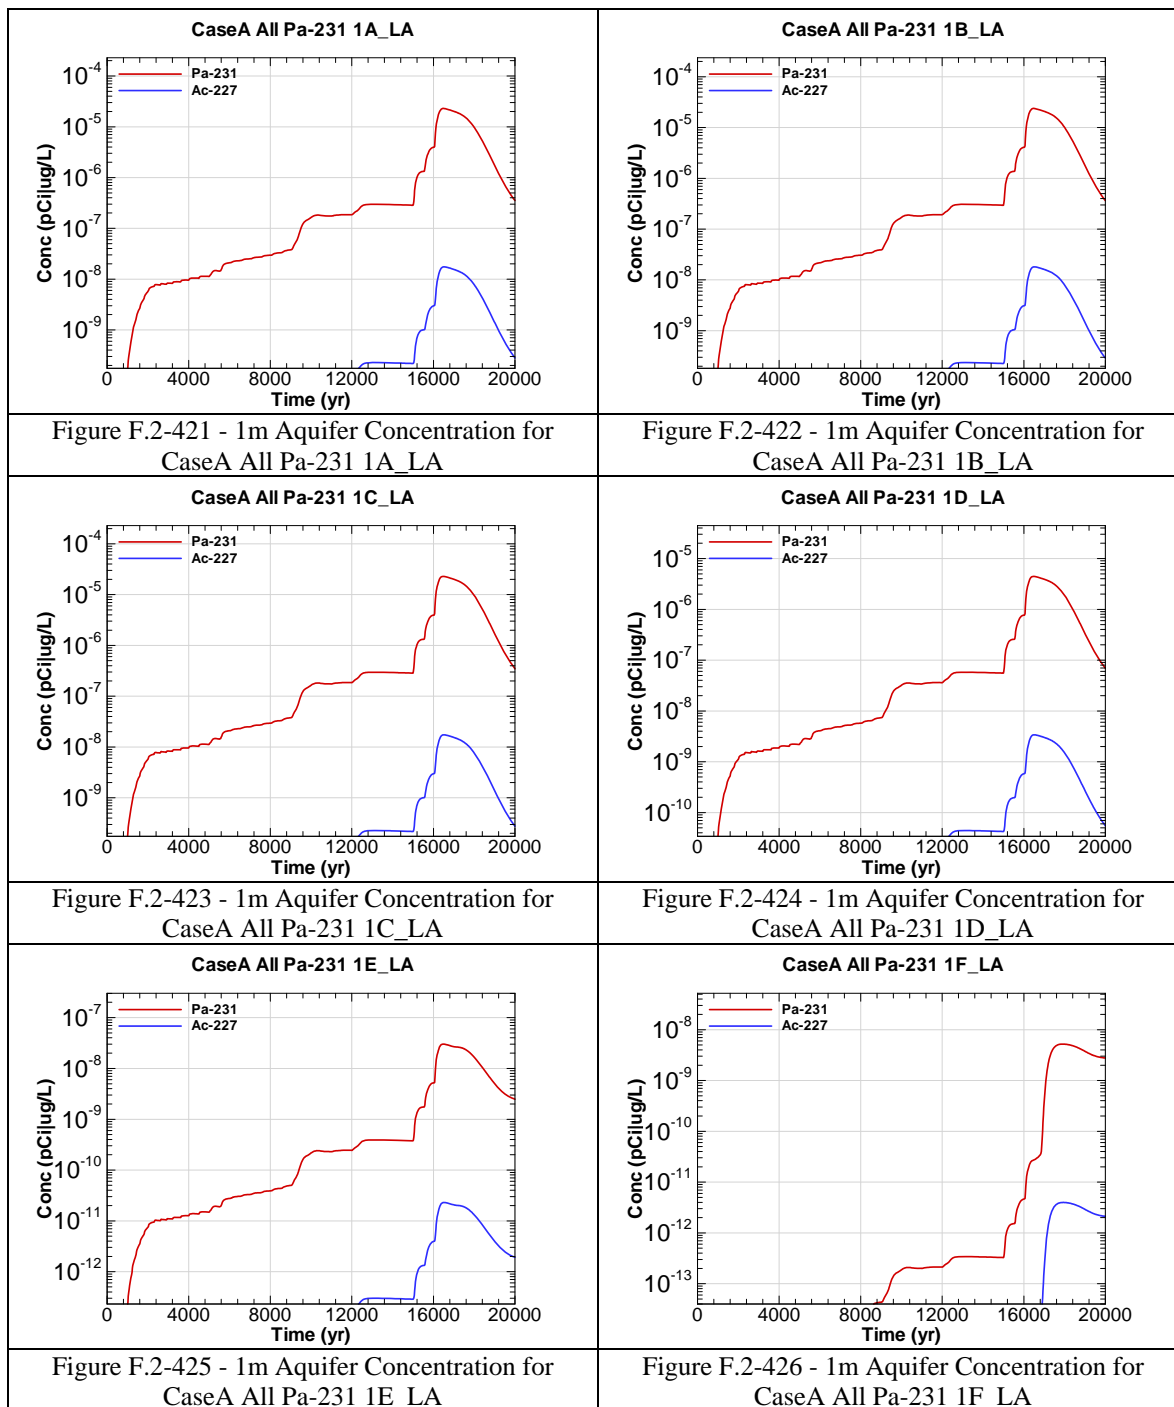 CaseA All Pa-231 1A_LA
Pa-231
Ac-227
10-4
10-5
10-6
10-7
10-8
10-9
Conc (pCi|ug/L)
0 4000 8000 12000 16000 20000
Time (yr)
Figure F.2-421 - 1m Aquifer Concentration for
CaseA All Pa-231 1A_LA
CaseA All Pa-231 1B_LA
Pa-231
Ac-227
10-4
10-5
10-6
10-7
10-8
10-9
Conc (pCi|ug/L)
0 4000 8000 12000 16000 20000
Time (yr)
Figure F.2-422 - 1m Aquifer Concentration for
CaseA All Pa-231 1B_LA
CaseA All Pa-231 1C_LA
Pa-231
Ac-227
10-4
10-5
10-6
10-7
10-8
10-9
Conc (pCi|ug/L)
0 4000 8000 12000 16000 20000
Time (yr)
Figure F.2-423 - 1m Aquifer Concentration for
CaseA All Pa-231 1C_LA
CaseA All Pa-231 1D_LA
Pa-231
Ac-227
10-5
10-6
10-7
10-8
10-9
10-10
Conc (pCi|ug/L)
0 4000 8000 12000 16000 20000
Time (yr)
Figure F.2-424 - 1m Aquifer Concentration for
CaseA All Pa-231 1D_LA
CaseA All Pa-231 1E_LA
Pa-231
Ac-227
10-7
10-8
10-9
10-10
10-11
10-12
Conc (pCi|ug/L)
0 4000 8000 12000 16000 20000
Time (yr)
Figure F.2-425 - 1m Aquifer Concentration for
CaseA All Pa-231 1E_LA
CaseA All Pa-231 1F_LA
Pa-231
Ac-227
10-8
10-9
10-10
10-11
10-12
10-13
Conc (pCi|ug/L)
0 4000 8000 12000 16000 20000
Time (yr)
Figure F.2-426 - 1m Aquifer Concentration for
CaseA All Pa-231 1F_LA